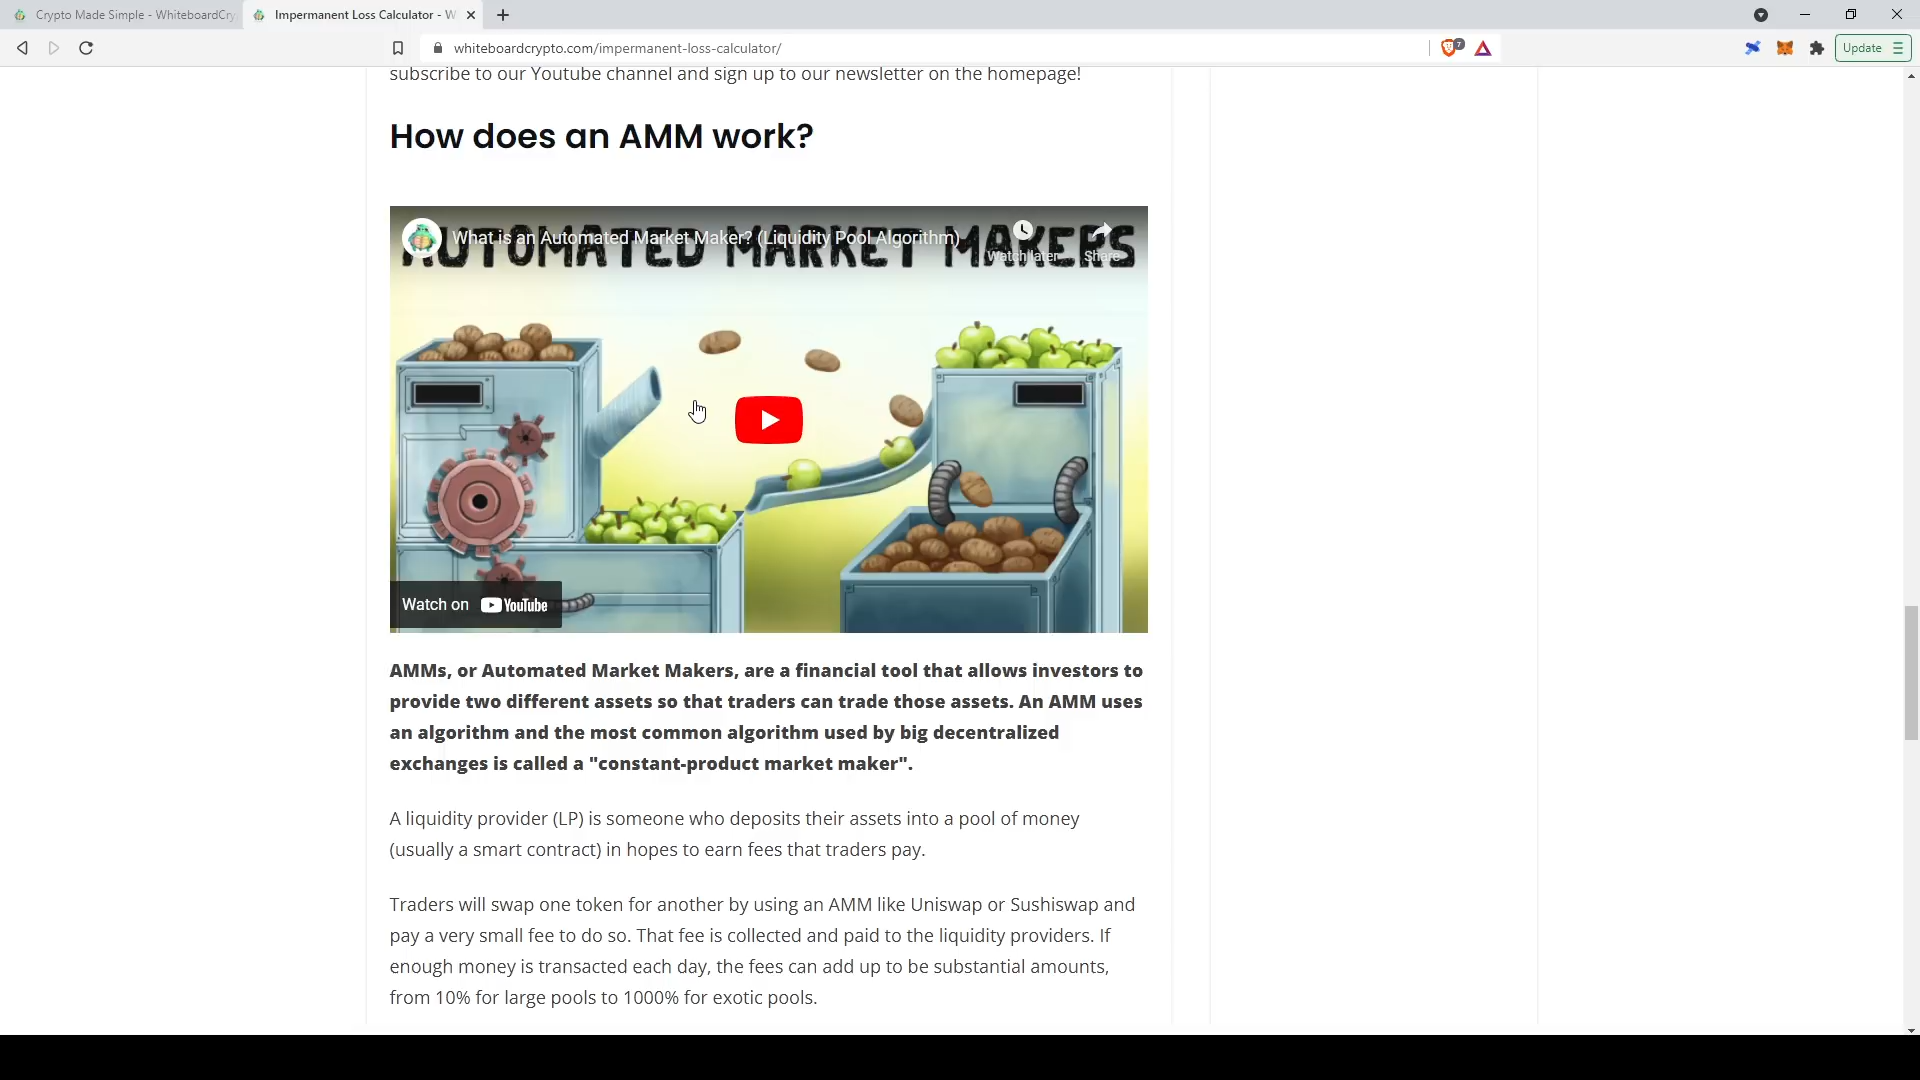 Crypto Made Simple - WhiteboardCry
Impermanent Loss Calculator - W
whiteboardcrypto.com/impermanent-loss-calculator/
7
Update
subscribe to our Youtube channel and sign up to our newsletter on the homepage!
How does an AMM work?
AUTOMATED MARKET MAKERS
What is an Automated Market Maker? (Liquidity Pool Algorithm)
Watch later
Share
Watch on YouTube
AMMs, or Automated Market Makers, are a financial tool that allows investors to
provide two different assets so that traders can trade those assets. An AMM uses
an algorithm and the most common algorithm used by big decentralized
exchanges is called a "constant-product market maker".
A liquidity provider (LP) is someone who deposits their assets into a pool of money
(usually a smart contract) in hopes to earn fees that traders pay.
Traders will swap one token for another by using an AMM like Uniswap or Sushiswap and
pay a very small fee to do so. That fee is collected and paid to the liquidity providers. If
enough money is transacted each day, the fees can add up to be substantial amounts,
from 10% for large pools to 1000% for exotic pools.